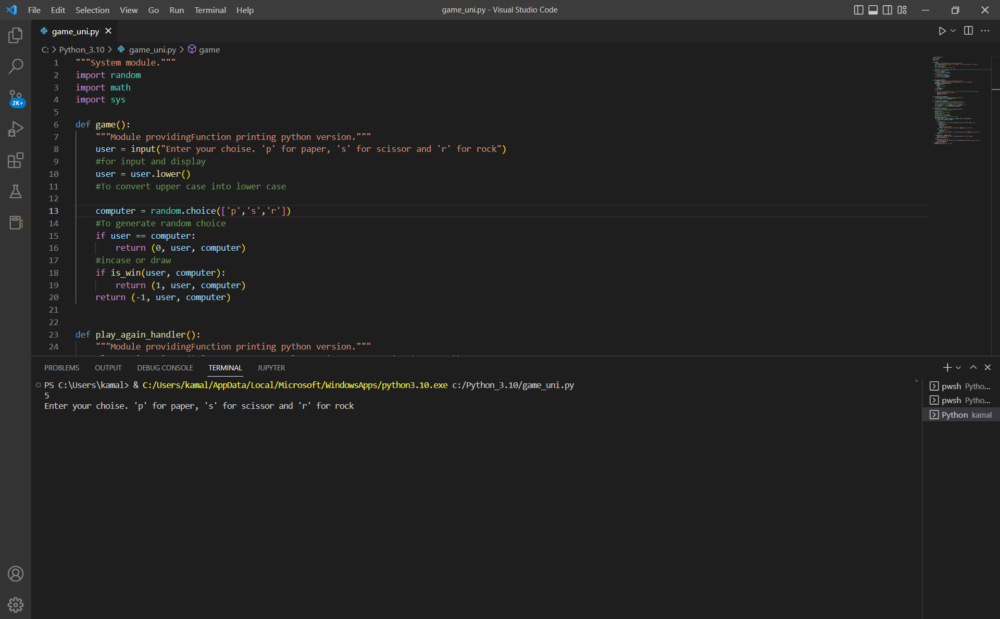 File Edit Selection View Go Run Terminal Help
game_uni.py - Visual Studio Code
2K+
game_uni.py
C: > Python_3.10 > game_uni.py > game
1 """System module."""
2 import random
3 import math
4 import sys
5
6 def game():
7 """Module providingFunction printing python version."""
8 user = input("Enter your choise. 'p' for paper, 's' for scissor and 'r' for rock")
9 #for input and display
10 user = user.lower()
11 #To convert upper case into lower case
12
13 computer = random.choice(['p','s','r'])
14 #To generate random choice
15 if user == computer:
16 return (0, user, computer)
17 #incase or draw
18 if is_win(user, computer):
19 return (1, user, computer)
20 return (-1, user, computer)
21
22
23 def play_again_handler():
24 """Module providingFunction printing python version."""
PROBLEMS OUTPUT DEBUG CONSOLE TERMINAL JUPYTER
PS C:\Users\kamal> & C:/Users/kamal/AppData/Local/Microsoft/WindowsApps/python3.10.exe c:/Python_3.10/game_uni.py
5
Enter your choise. 'p' for paper, 's' for scissor and 'r' for rock
pwsh Pytho...
pwsh Pytho...
Python kamal